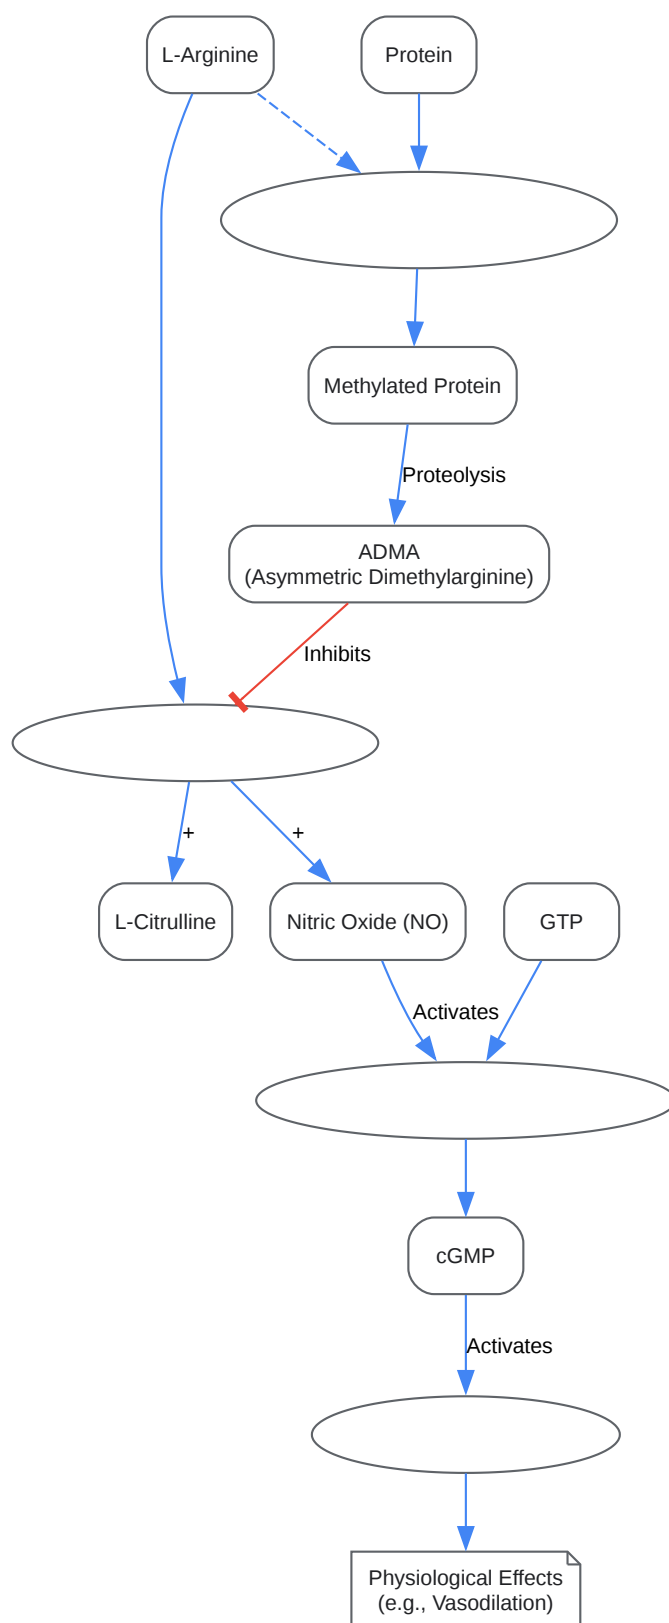 L-Arginine
Protein
Methylated Protein
Proteolysis
ADMA
(Asymmetric Dimethylarginine)
Inhibits
+
+
L-Citrulline
Nitric Oxide (NO)
GTP
Activates
cGMP
Activates
Physiological Effects
(e.g., Vasodilation)